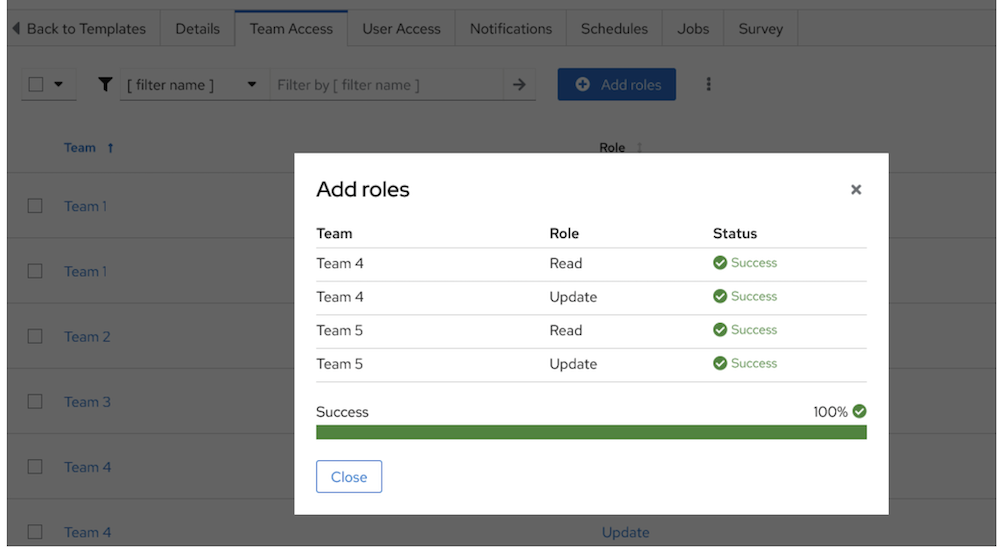 Back to Templates Details Team Access User Access Notifications Schedules Jobs Survey
[ filter name ] Filter by [ filter name ] Add roles
Team Role
Team 1
Team 1
Team 2
Team 3
Team 4
Team 4 Update
Add roles
Team Role Status
Team 4 Read Success
Team 4 Update Success
Team 5 Read Success
Team 5 Update Success
Success 100%
Close